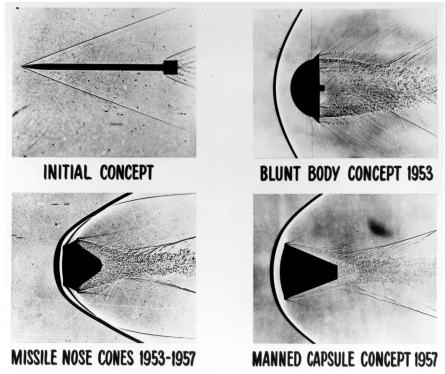 INITIAL CONCEPT
BLUNT BODY CONCEPT 1953
MISSILE NOSE CONES 1953-1957
MANNED CAPSULE CONCEPT 1957